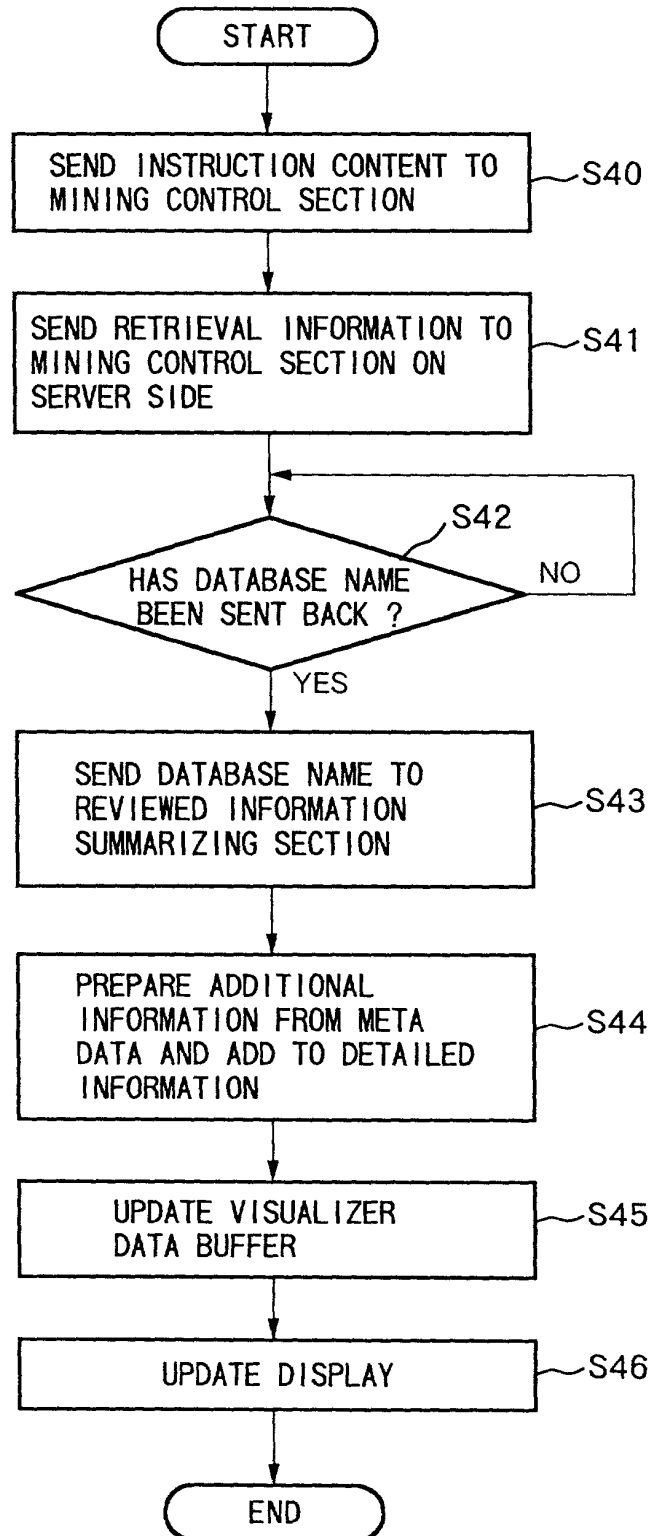 START
SEND INSTRUCTION CONTENT TO
MINING CONTROL SECTION
S40
SEND RETRIEVAL INFORMATION TO
MINING CONTROL SECTION ON
SERVER SIDE
S41
S42
HAS DATABASE NAME
BEEN SENT BACK ?
NO
YES
SEND DATABASE NAME TO
REVIEWED INFORMATION
SUMMARIZING SECTION
S43
PREPARE ADDITIONAL
INFORMATION FROM META
DATA AND ADD TO DETAILED
INFORMATION
S44
UPDATE VISUALIZER
DATA BUFFER
S45
UPDATE DISPLAY
S46
END